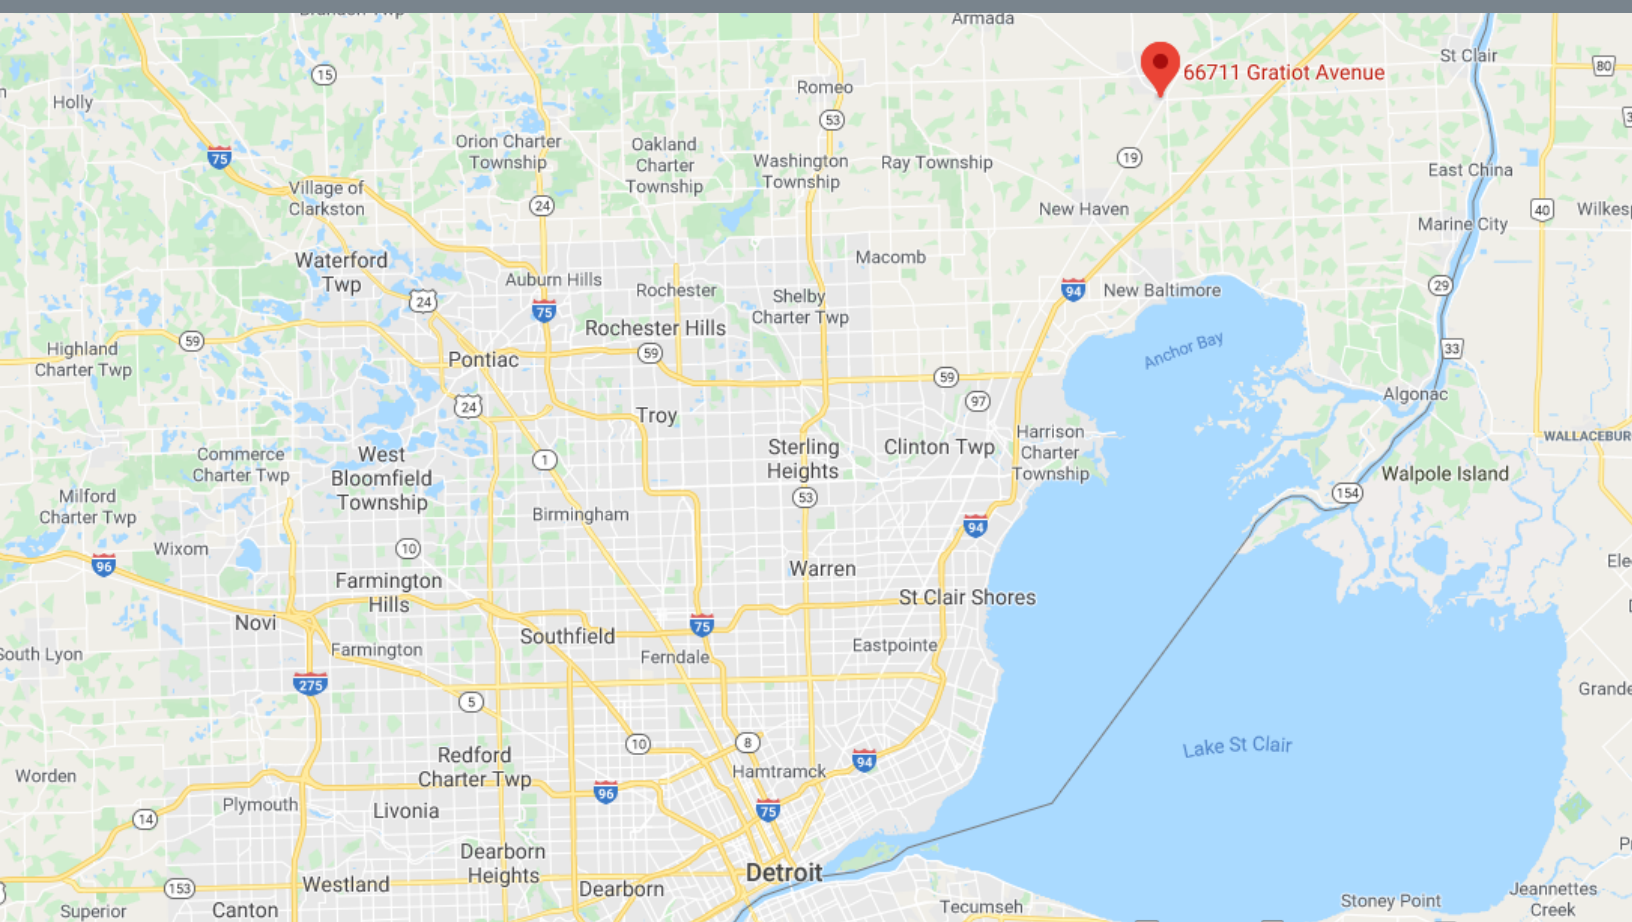 Armada
St Clair
80
66711 Gratiot Avenue
15
Holly
Romeo
53
Orion Charter
Township
Oakland
Charter
Township
Washington
Township
Ray Township
19
75
East China
Village of
Clarkston
24
New Haven
40
Marine City
Waterford
Twp
Macomb
Auburn Hills
24
75
Rochester
Shelby
Charter Twp
94
New Baltimore
29
Rochester Hills
59
Highland
Charter Twp
Pontiac
59
Anchor Bay
33
59
97
Algonac
24
Troy
Harrison
Charter
Township
Sterling
Heights
Clinton Twp
Commerce
Charter Twp
West
Bloomfield
Township
1
Walpole Island
154
Milford
Charter Twp
53
Birmingham
94
Wixom
10
96
Warren
Farmington
Hills
St Clair Shores
Novi
75
Southfield
Farmington
Ferndale
Eastpointe
South Lyon
275
5
10
8
Lake St Clair
Redford
Charter Twp
94
Hamtramck
Worden
96
Plymouth
Livonia
75
14
Dearborn
Heights
Detroit
153
Westland
Dearborn
Superior
Canton
Tecumseh
Stoney Point
Jeannettes
Creek